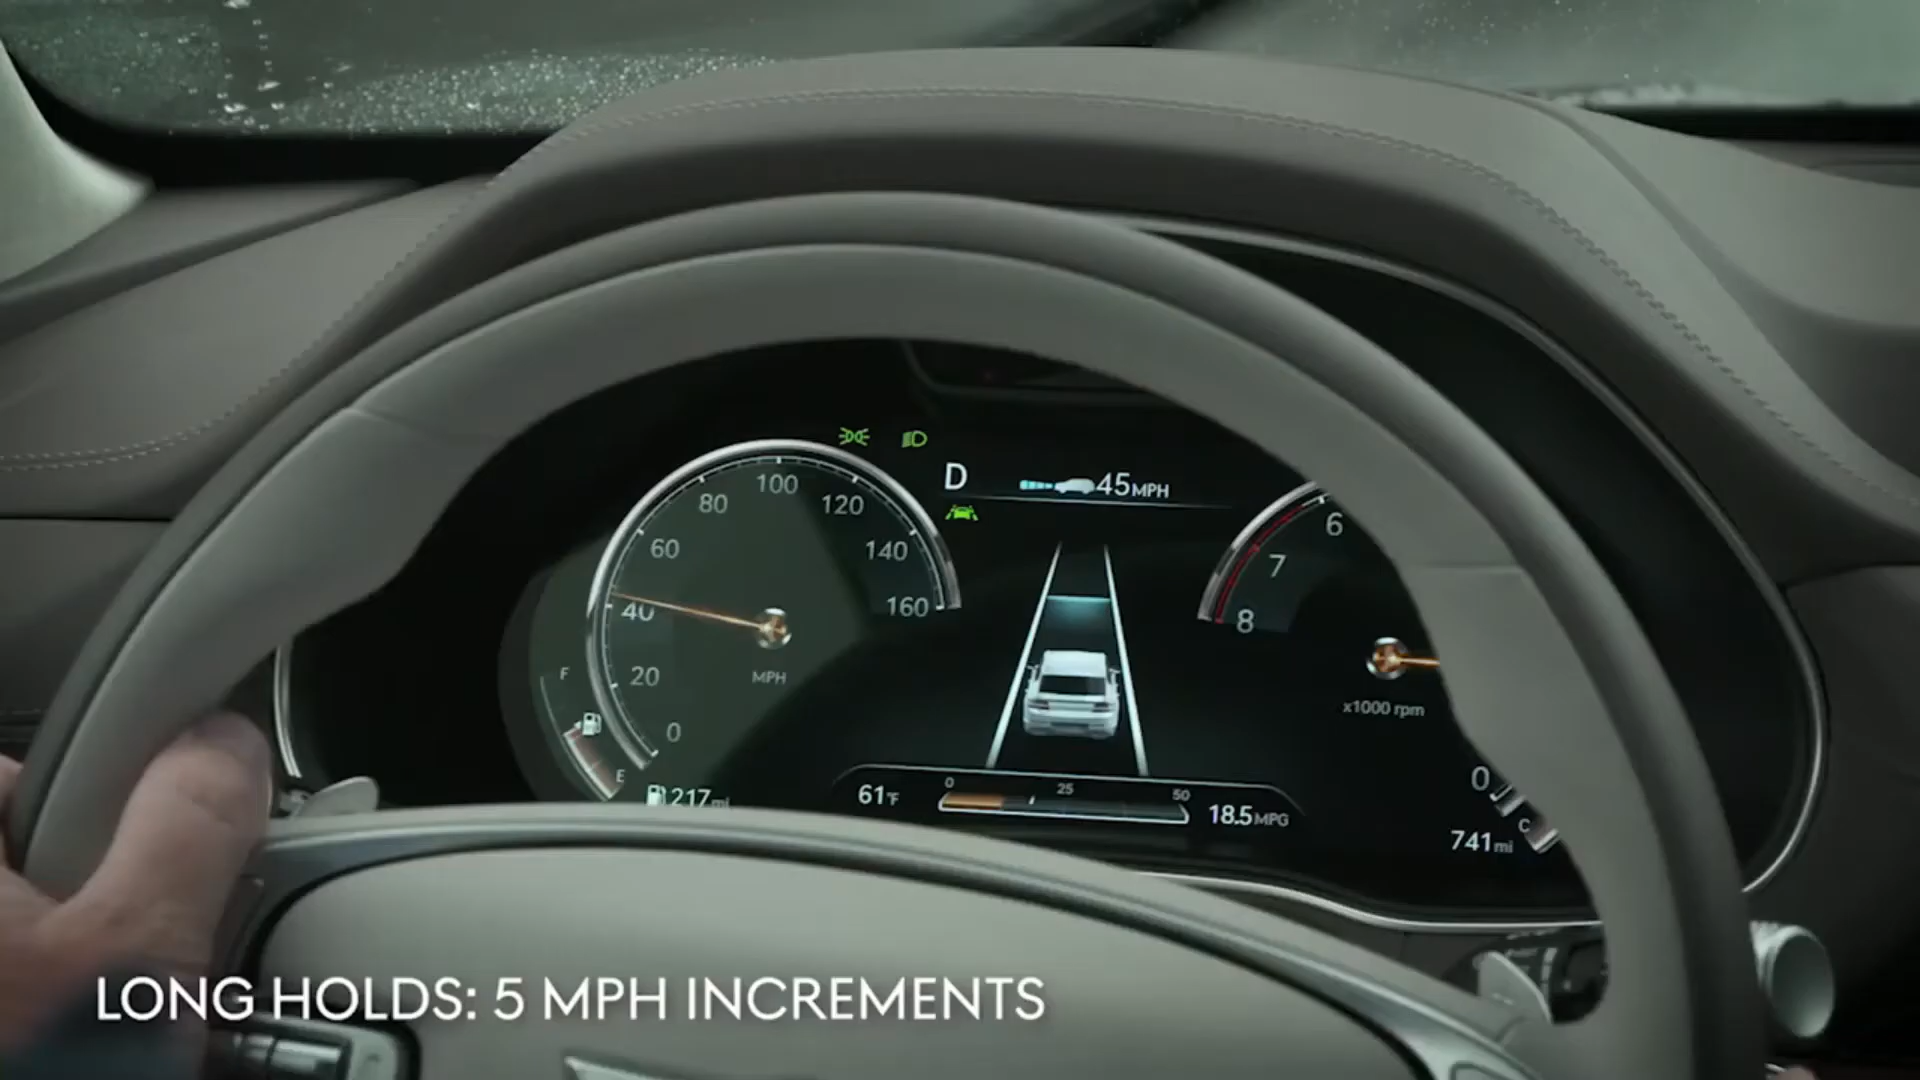 D
45MPH
100
80
120
60
140
40
160
20
0
MPH
F
E
217mi
61°F
0
25
50
18.5MPG
6
7
8
x1000 rpm
0
C
741mi
LONG HOLDS: 5 MPH INCREMENTS